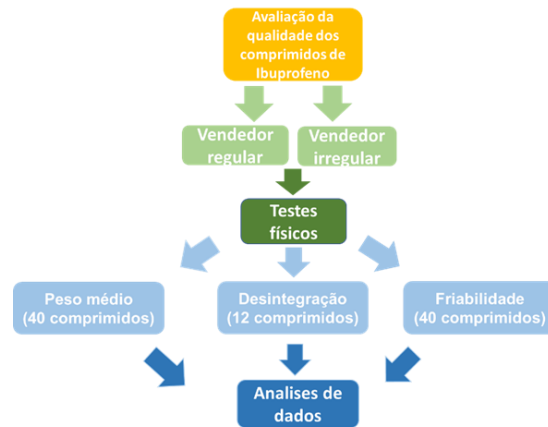 Avaliação da
qualidade dos
comprimidos de
Ibuprofeno
Vendedor
regular
Vendedor
irregular
Testes
físicos
Peso médio
(40 comprimidos)
Desintegração
(12 comprimidos)
Friabilidade
(40 comprimidos)
Analises de
dados